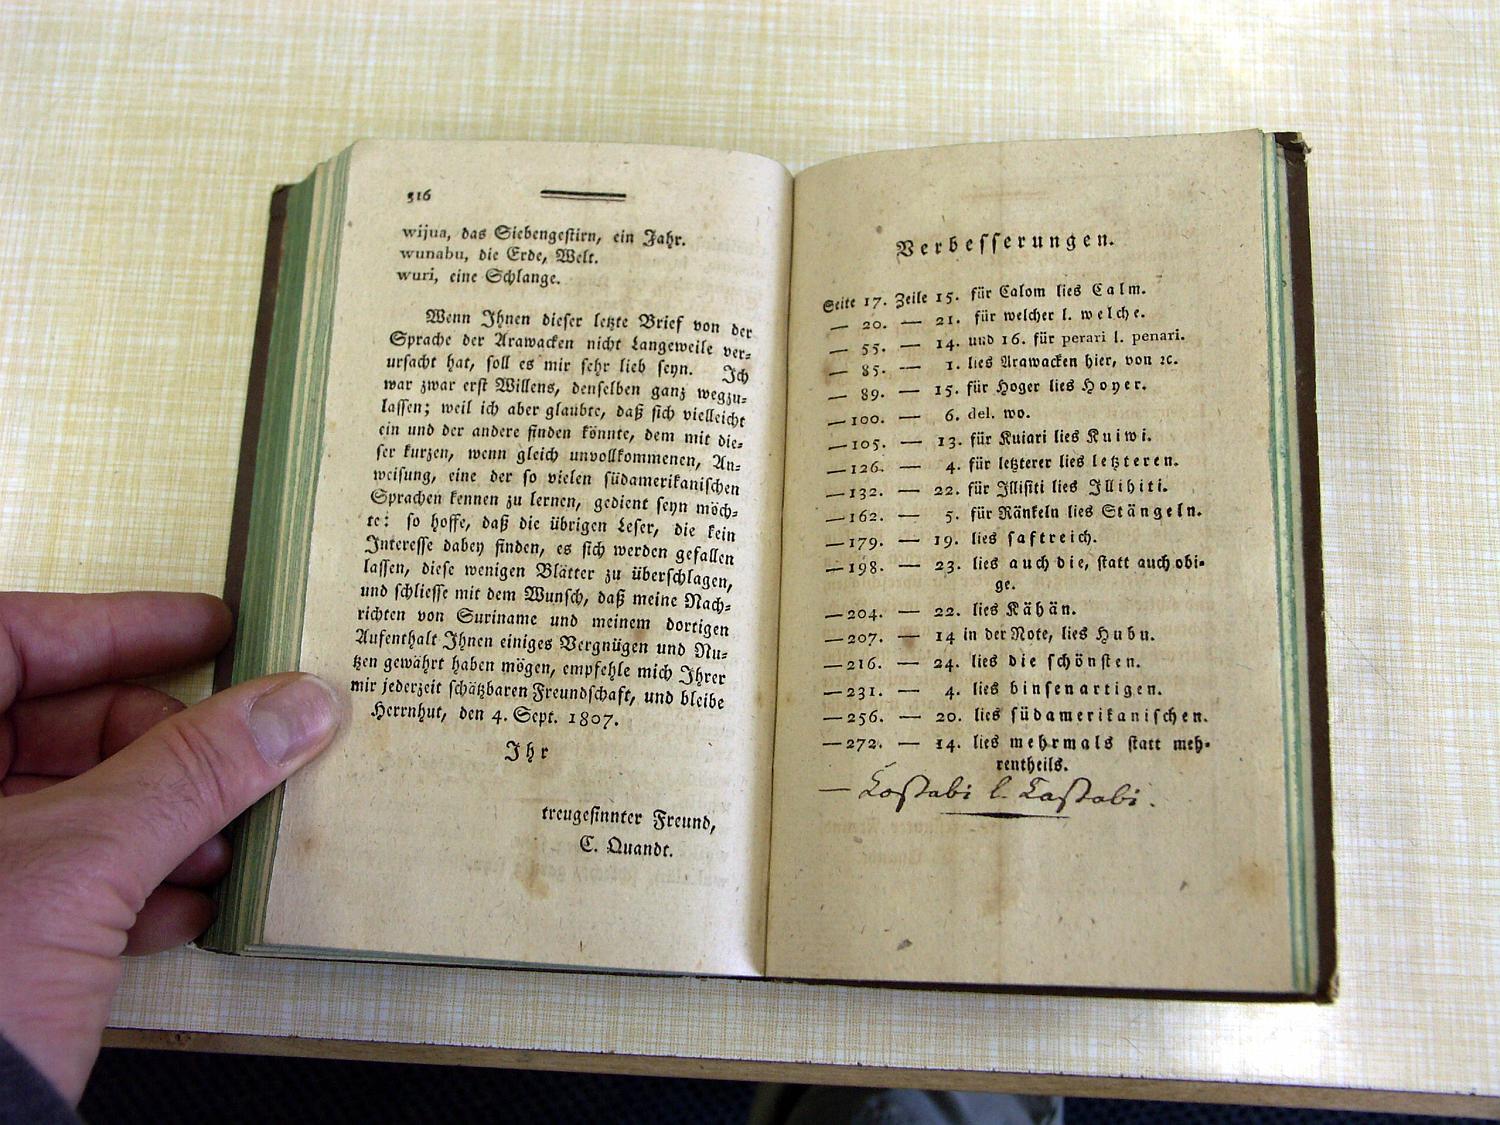 316
wijua, das Siebengestirn, ein Jahr.
wunabu, die Erde, Welt.
wuri, eine Schlange.
Wenn Ihnen dieser letzte Brief von der
Sprache der Arawacken nicht Langeweile ver-
ursacht hat, soll es mir sehr lieb seyn. Ich
war zwar erst Willens, denselben ganz wegzu-
lassen; weil ich aber glaubte, daß sich vielleicht
ein und der andere finden könnte, dem mit die-
ser kurzen, wenn gleich unvollkommenen, An-
weisung, eine der so vielen südamerikanischen
Sprachen kennen zu lernen, gedient seyn möch-
te: so hoffe, daß die übrigen Leser, die kein
Interesse dabey finden, es sich werden gefallen
lassen, diese wenigen Blätter zu überschlagen,
und schliesse mit dem Wunsch, daß meine Nach-
richten von Suriname und meinem dortigen
Aufenthalt Ihnen einiges Vergnügen und Nu-
tzen gewährt haben mögen, empfehle mich Ihrer
mir jederzeit schätzbaren Freundschaft, und bleibe
Herrnhut, den 4. Sept. 1807.
Ihr
treugesinnter Freund,
C. Quandt.
Verbesserungen.
Seite 17. Zeile 15. für Calom lies Calm.
— 20. — 21. für welcher l. welche.
— 55. — 14. und 16. für perari l. penari.
— 85. — 1. lies Arawacken hier, von ꝛc.
— 89. — 15. für Hoger lies Hoyer.
— 100. — 6. del. wo.
— 105. — 13. für Kuiari lies Kuiwi.
— 126. — 4. für letzterer lies letzteren.
— 132. — 22. für Illisiti lies Illihiti.
— 162. — 5. für Ränkeln lies Stängeln.
— 179. — 19. lies saftreich.
— 198. — 23. lies auch die, statt auch obi-
ge.
— 204. — 22. lies Kähän.
— 207. — 14 in der Note, lies Hubu.
— 216. — 24. lies die schönsten.
— 231. — 4. lies binsenartigen.
— 256. — 20. lies südamerikanischen.
— 272. — 14. lies mehrmals statt meh-
rentheils.
— Costabi l. Castabi.